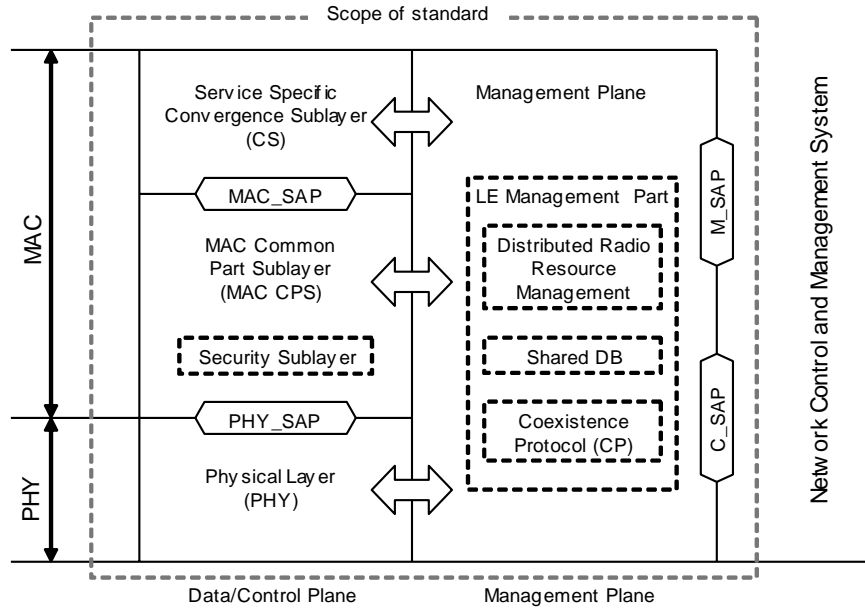 Scope of standard
Service Specific
Convergence Sublayer
(CS)
Management Plane
MAC_SAP
LE Management Part
MAC Common
Part Sublayer
(MAC CPS)
Distributed Radio
Resource
Management
Security Sublayer
Shared DB
PHY_SAP
Coexistence
Protocol (CP)
Physical Layer
(PHY)
MAC
PHY
M_SAP
C_SAP
Network Control and Management System
Data/Control Plane
Management Plane